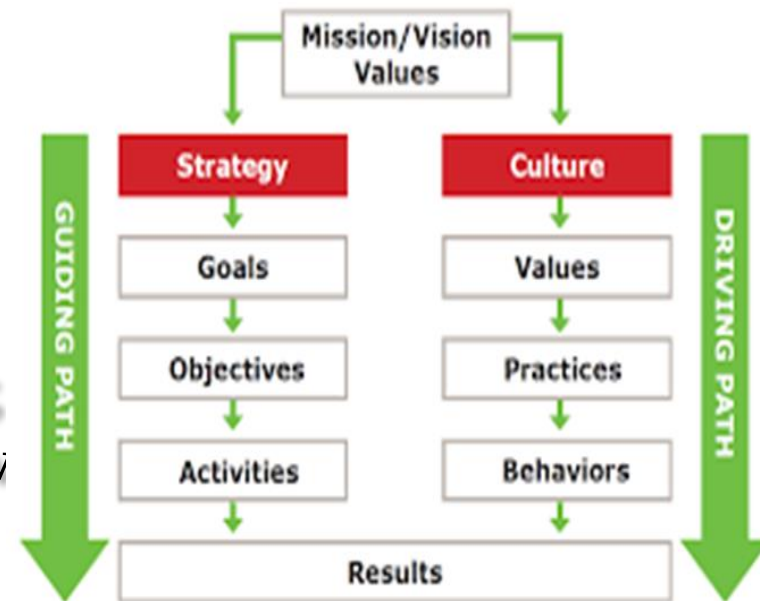 Mission/Vision
Values
Strategy
Culture
GUIDING PATH
DRIVING PATH
Goals
Values
Objectives
Practices
Activities
Behaviors
Results